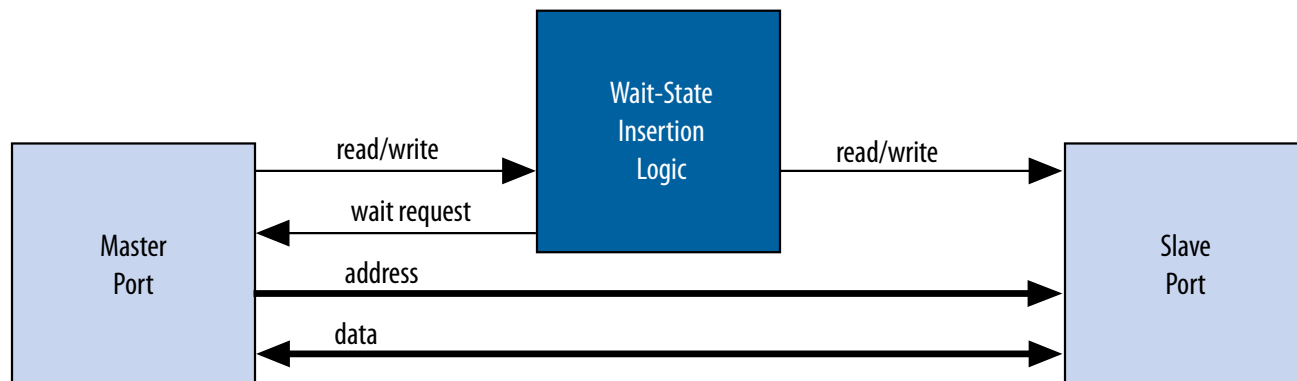 Wait-State
Insertion
Logic
read/write
read/write
wait request
Master
Port
address
Slave
Port
data